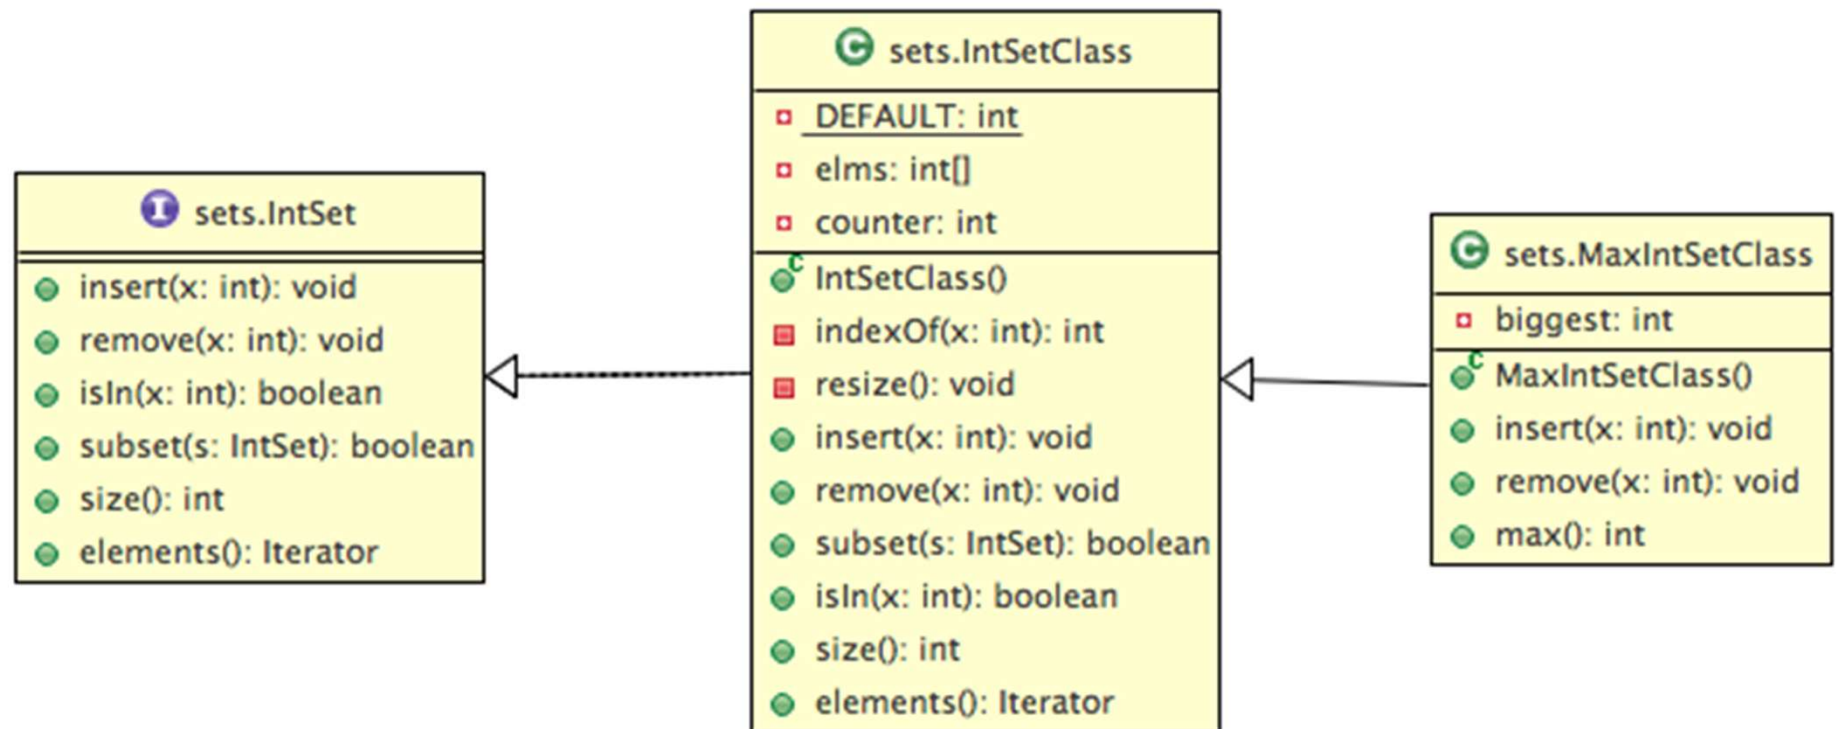 I sets.IntSet
insert(x: int): void
remove(x: int): void
isIn(x: int): boolean
subset(s: IntSet): boolean
size(): int
elements(): Iterator
C sets.IntSetClass
DEFAULT: int
elms: int[]
counter: int
c IntSetClass()
indexOf(x: int): int
resize(): void
insert(x: int): void
remove(x: int): void
subset(s: IntSet): boolean
isIn(x: int): boolean
size(): int
elements(): Iterator
C sets.MaxIntSetClass
biggest: int
c MaxIntSetClass()
insert(x: int): void
remove(x: int): void
max(): int